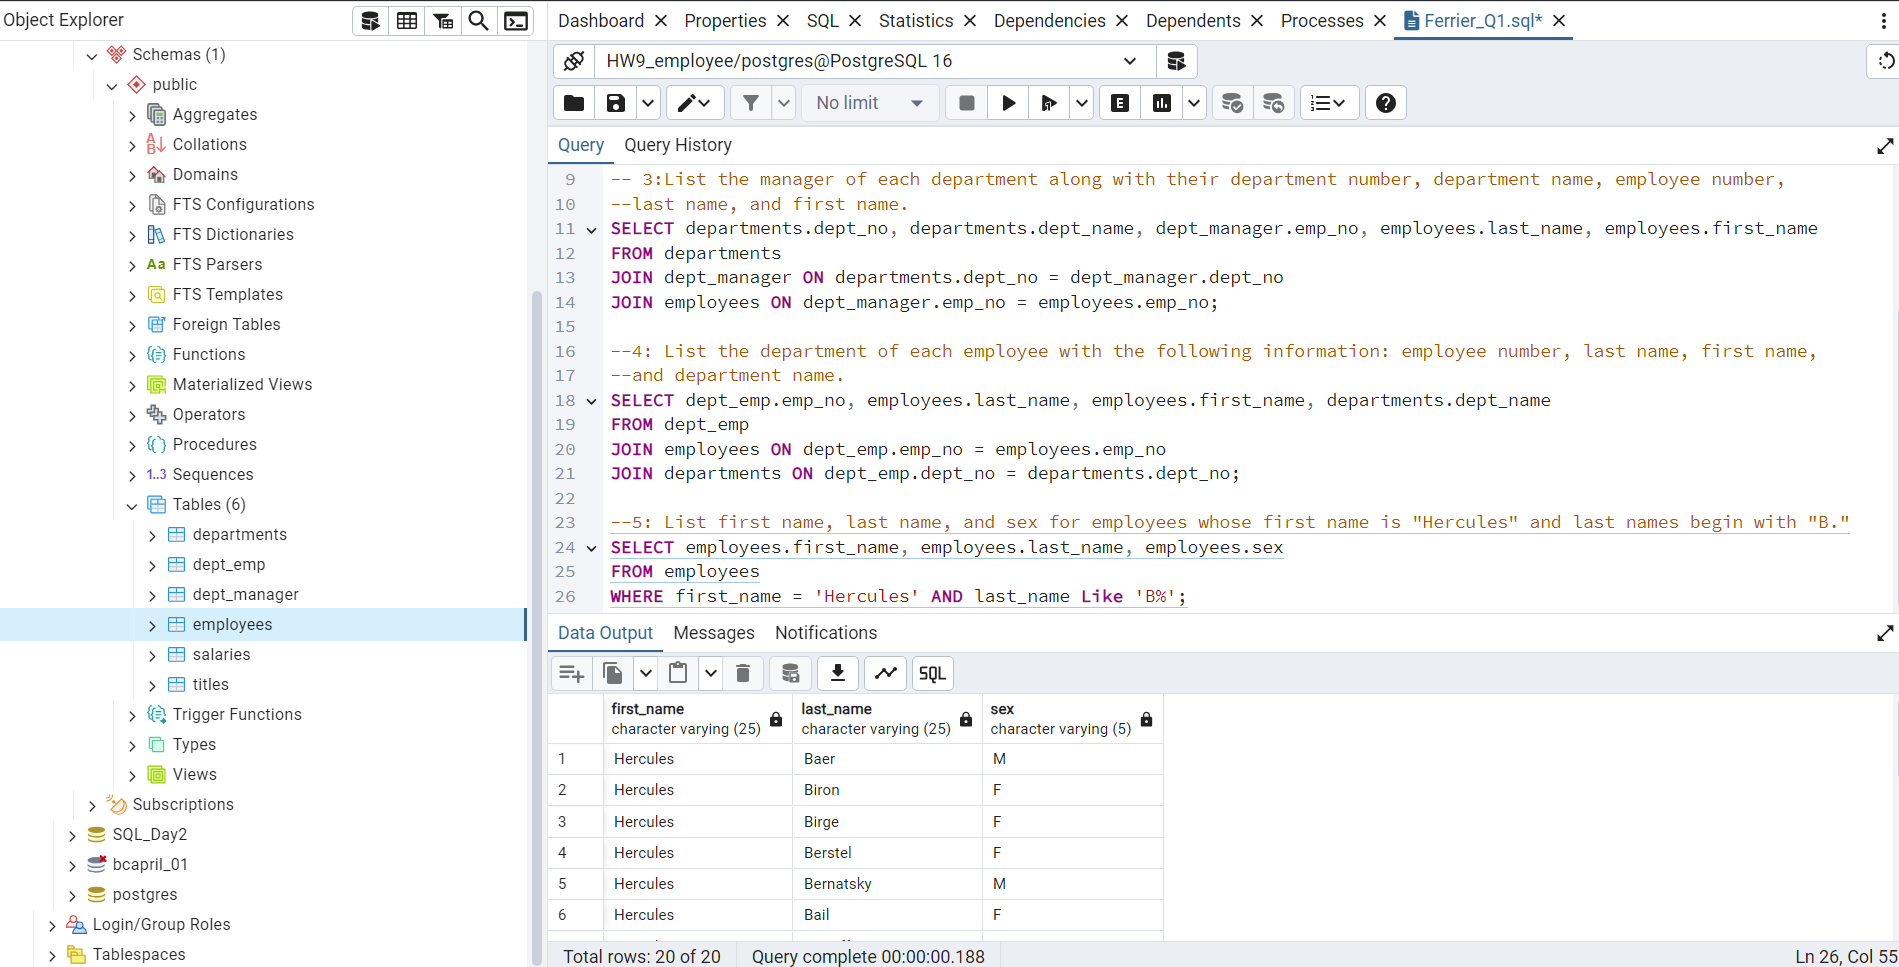 Object Explorer
Schemas (1)
public
Aggregates
Collations
Domains
FTS Configurations
FTS Dictionaries
Aa FTS Parsers
FTS Templates
Foreign Tables
Functions
Materialized Views
Operators
Procedures
1..3 Sequences
Tables (6)
departments
dept_emp
dept_manager
employees
salaries
titles
Trigger Functions
Types
Views
Subscriptions
SQL_Day2
bcapril_01
postgres
Login/Group Roles
Tablespaces
Dashboard Properties SQL Statistics Dependencies Dependents Processes Ferrier_Q1.sql*
HW9_employee/postgres@PostgreSQL 16
No limit E
Query Query History
9 -- 3:List the manager of each department along with their department number, department name, employee number,
10 --last name, and first name.
11 SELECT departments.dept_no, departments.dept_name, dept_manager.emp_no, employees.last_name, employees.first_name
12 FROM departments
13 JOIN dept_manager ON departments.dept_no = dept_manager.dept_no
14 JOIN employees ON dept_manager.emp_no = employees.emp_no;
15
16 --4: List the department of each employee with the following information: employee number, last name, first name,
17 --and department name.
18 SELECT dept_emp.emp_no, employees.last_name, employees.first_name, departments.dept_name
19 FROM dept_emp
20 JOIN employees ON dept_emp.emp_no = employees.emp_no
21 JOIN departments ON dept_emp.dept_no = departments.dept_no;
22
23 --5: List first name, last name, and sex for employees whose first name is "Hercules" and last names begin with "B."
24 SELECT employees.first_name, employees.last_name, employees.sex
25 FROM employees
26 WHERE first_name = 'Hercules' AND last_name Like 'B%';
Data Output Messages Notifications
SQL
first_name last_name sex
character varying (25) character varying (25) character varying (5)
1 Hercules Baer M
2 Hercules Biron F
3 Hercules Birge F
4 Hercules Berstel F
5 Hercules Bernatsky M
6 Hercules Bail F
Total rows: 20 of 20 Query complete 00:00:00.188 Ln 26, Col 55